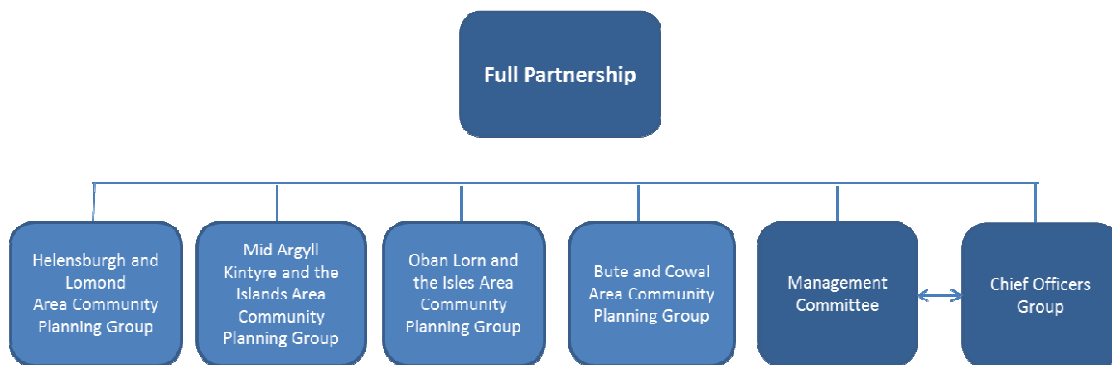 Full Partnership
Helensburgh and
Lomond
Area Community
Planning Group
Mid Argyll
Kintyre and the
Islands Area
Community
Planning Group
Oban Lorn and
the Isles Area
Community
Planning Group
Bute and Cowal
Area Community
Planning Group
Management
Committee
Chief Officers
Group